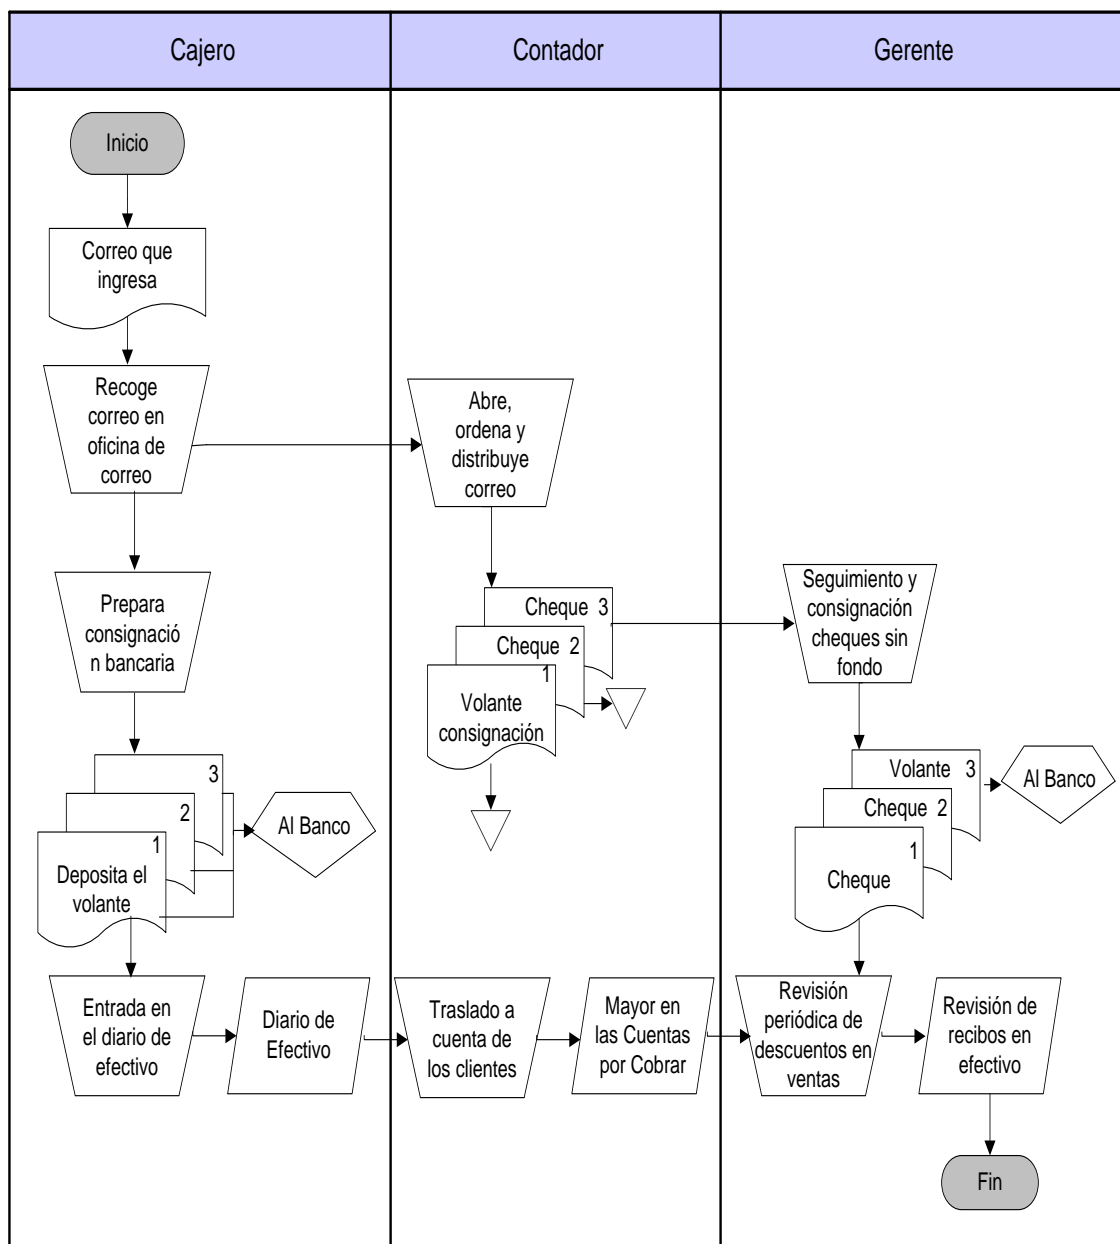 Cajero
Contador
Gerente
Inicio
Correo que
ingresa
Recoge
correo en
oficina de
correo
Abre,
ordena y
distribuye
correo
Prepara
consignació
n bancaria
Cheque 3
Cheque 2
1
Volante
consignación
Seguimiento y
consignación
cheques sin
fondo
3
2
1
Deposita el
volante
Al Banco
Volante 3
Cheque 2
1
Cheque
Al Banco
Entrada en
el diario de
efectivo
Diario de
Efectivo
Traslado a
cuenta de
los clientes
Mayor en
las Cuentas
por Cobrar
Revisión
periódica de
descuentos en
ventas
Revisión de
recibos en
efectivo
Fin